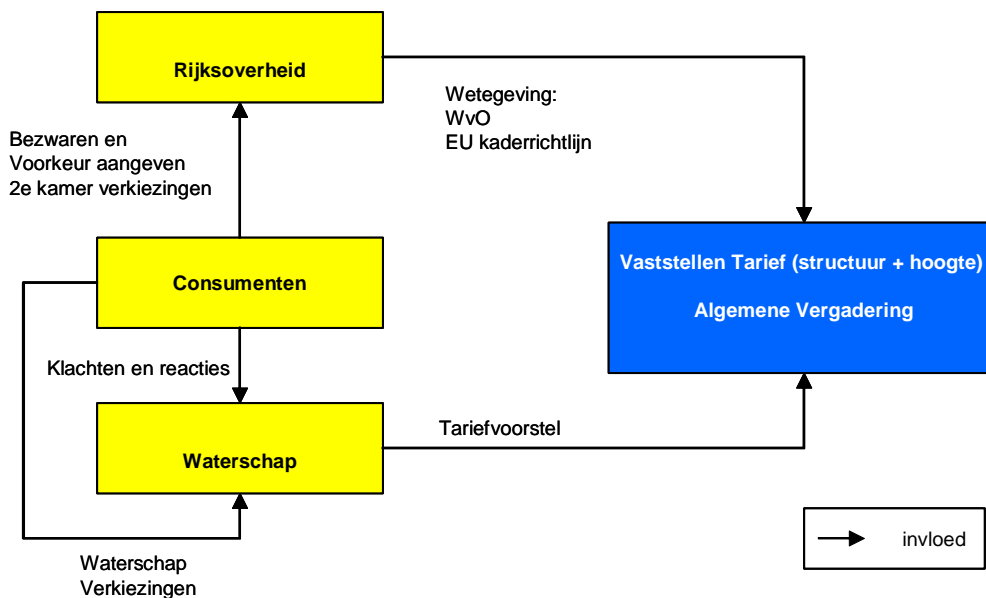 Rijksoverheid
Wetegeving:
WvO
EU kaderrichtlijn
Bezwaren en
Voorkeur aangeven
2e kamer verkiezingen
Consumenten
Vaststellen Tarief (structuur + hoogte)
Algemene Vergadering
Klachten en reacties
Waterschap
Tariefvoorstel
invloed
Waterschap
Verkiezingen